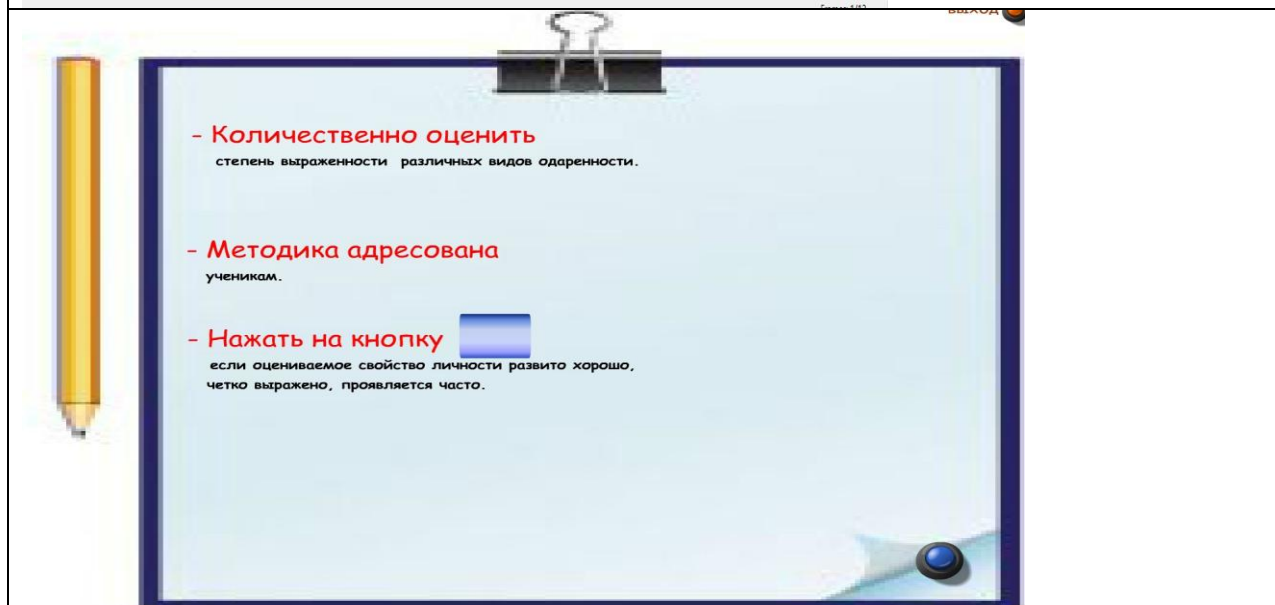 ВЫХОД
- Количественно оценить
степень выраженности различных видов одаренности.
- Методика адресована
ученикам.
- Нажать на кнопку
если оцениваемое свойство личности развито хорошо,
четко выражено, проявляется часто.